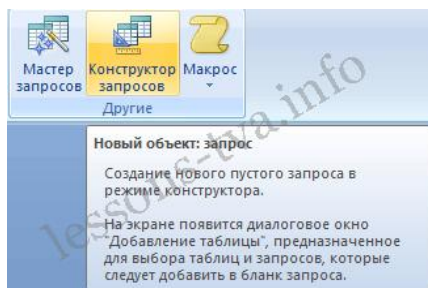 Мастер запросов
Конструктор запросов
Макрос
Другие
Новый объект: запрос
Создание нового пустого запроса в
режиме конструктора.
На экране появится диалоговое окно
"Добавление таблицы", предназначенное
для выбора таблиц и запросов, которые
следует добавить в бланк запроса.
lessons-tva.info